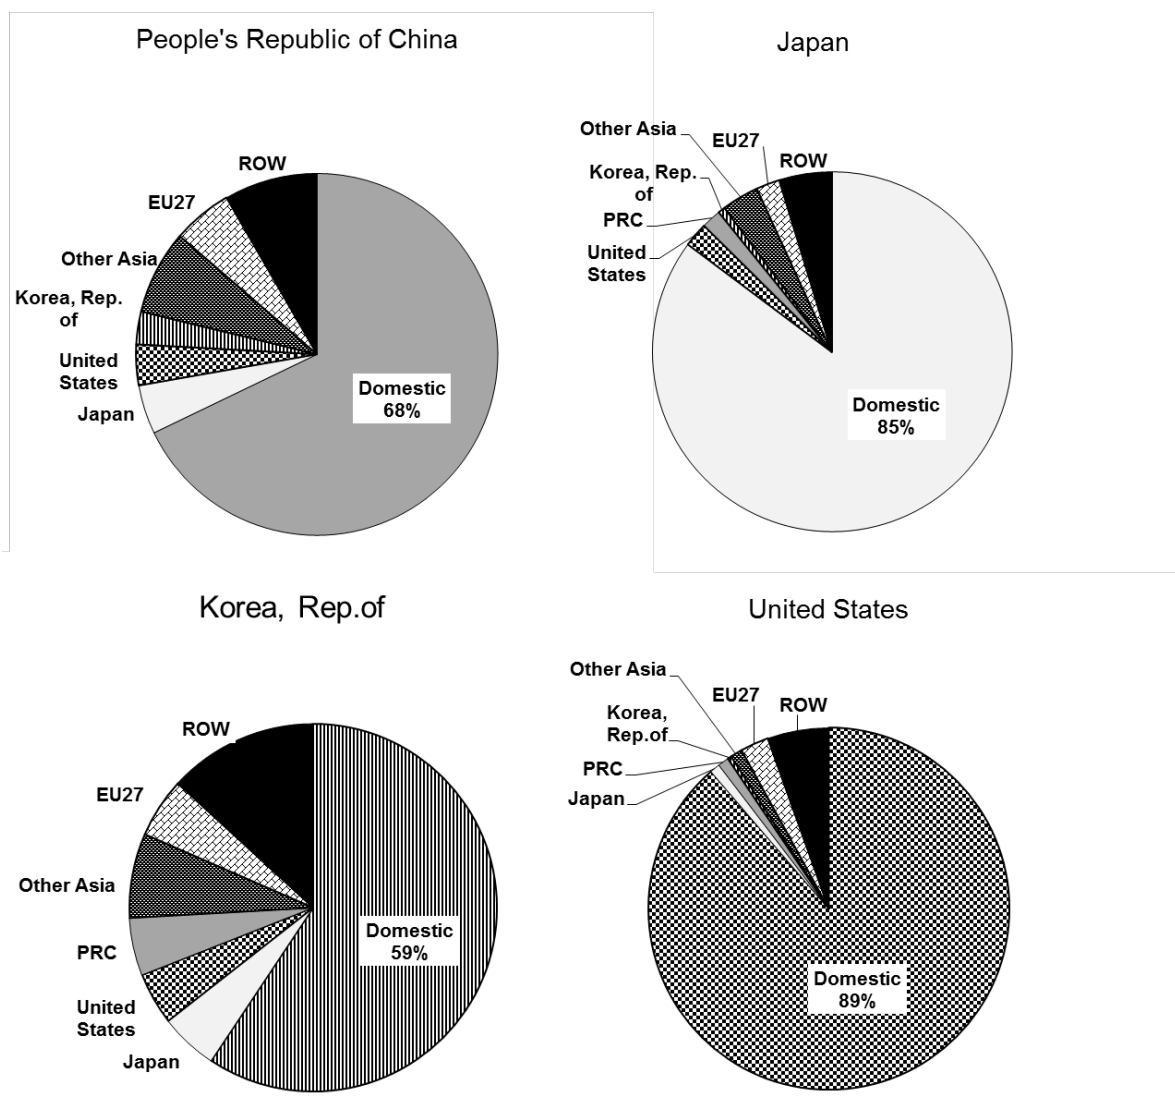 People's Republic of China
ROW
EU27
Other Asia
Korea, Rep.
of
United
States
Japan
Domestic
68%
Japan
Other Asia
EU27
ROW
Korea, Rep.
of
PRC
United
States
Domestic
85%
Korea, Rep.of
ROW
EU27
Other Asia
PRC
United
States
Japan
Domestic
59%
United States
Other Asia
EU27
ROW
Korea,
Rep.of
PRC
Japan
Domestic
89%